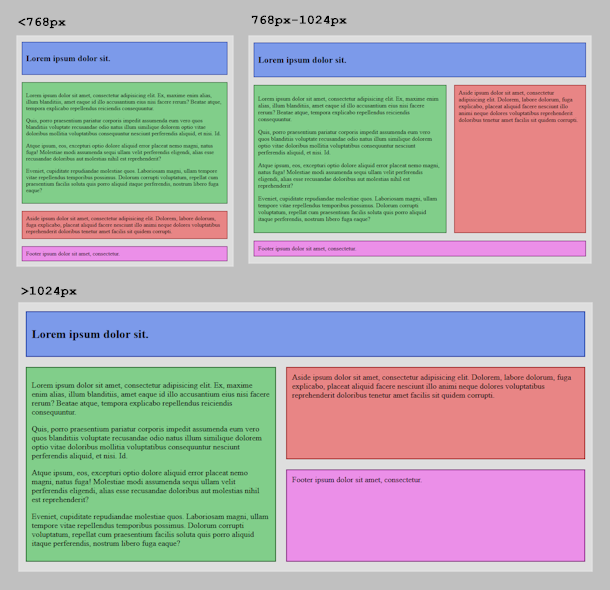 <768px
Lorem ipsum dolor sit.
Lorem ipsum dolor sit amet, consectetur adipisicing elit. Ex, maxime enim alias,
illum blanditiis, amet eaque id illo accusantium eius nisi facere rerum? Beatae atque,
tempora explicabo repellendus reiciendis consequuntur.
Quis, porro praesentium pariatur corporis impedit assumenda eum vero quos
blanditiis voluptate recusandae odio natus illum similique dolorem optio vitae
doloribus mollitia voluptatibus consequuntur nesciunt perferendis aliquid, et nisi. Id.
Atque ipsum, eos, excepturi optio dolore aliquid error placeat nemo magni, natus
fuga! Molestiae modi assumenda sequi ullam velit perferendis eligendi, alias esse
recusandae doloribus aut molestias nihil est reprehenderit?
Eveniet, cupiditate repudiandae molestiae quos. Laboriosam magni, ullam tempore
vitae repellendus temporibus possimus. Dolorum corrupti voluptatum, repellat cum
praesentium facilis soluta quis porro aliquid itaque perferendis, nostrum libero fuga
eaque?
Aside ipsum dolor sit amet, consectetur adipisicing elit. Dolorem, labore dolorum,
fuga explicabo, placeat aliquid facere nesciunt illo animi neque dolores voluptatibus
reprehenderit doloribus tenetur amet facilis sit quidem corrupti.
Footer ipsum dolor sit amet, consectetur.
768px-1024px
Lorem ipsum dolor sit.
Lorem ipsum dolor sit amet, consectetur adipisicing elit. Ex, maxime enim
alias, illum blanditiis, amet eaque id illo accusantium eius nisi facere rerum?
Beatae atque, tempora explicabo repellendus reiciendis consequuntur.
Quis, porro praesentium pariatur corporis impedit assumenda eum vero
quos blanditiis voluptate recusandae odio natus illum similique dolorem
optio vitae doloribus mollitia voluptatibus consequuntur nesciunt
perferendis aliquid, et nisi. Id.
Atque ipsum, eos, excepturi optio dolore aliquid error placeat nemo magni,
natus fuga! Molestiae modi assumenda sequi ullam velit perferendis
eligendi, alias esse recusandae doloribus aut molestias nihil est
reprehenderit?
Eveniet, cupiditate repudiandae molestiae quos. Laboriosam magni, ullam
tempore vitae repellendus temporibus possimus. Dolorum corrupti
voluptatum, repellat cum praesentium facilis soluta quis porro aliquid
itaque perferendis, nostrum libero fuga eaque?
Aside ipsum dolor sit amet, consectetur
adipisicing elit. Dolorem, labore dolorum, fuga
explicabo, placeat aliquid facere nesciunt illo
animi neque dolores voluptatibus reprehenderit
doloribus tenetur amet facilis sit quidem corrupti.
Footer ipsum dolor sit amet, consectetur.
>1024px
Lorem ipsum dolor sit.
Lorem ipsum dolor sit amet, consectetur adipisicing elit. Ex, maxime
enim alias, illum blanditiis, amet eaque id illo accusantium eius nisi facere
rerum? Beatae atque, tempora explicabo repellendus reiciendis
consequuntur.
Quis, porro praesentium pariatur corporis impedit assumenda eum vero
quos blanditiis voluptate recusandae odio natus illum similique dolorem
optio vitae doloribus mollitia voluptatibus consequuntur nesciunt
perferendis aliquid, et nisi. Id.
Atque ipsum, eos, excepturi optio dolore aliquid error placeat nemo
magni, natus fuga! Molestiae modi assumenda sequi ullam velit
perferendis eligendi, alias esse recusandae doloribus aut molestias nihil
est reprehenderit?
Eveniet, cupiditate repudiandae molestiae quos. Laboriosam magni, ullam
tempore vitae repellendus temporibus possimus. Dolorum corrupti
voluptatum, repellat cum praesentium facilis soluta quis porro aliquid
itaque perferendis, nostrum libero fuga eaque?
Aside ipsum dolor sit amet, consectetur adipisicing elit. Dolorem, labore dolorum, fuga
explicabo, placeat aliquid facere nesciunt illo animi neque dolores voluptatibus
reprehenderit doloribus tenetur amet facilis sit quidem corrupti.
Footer ipsum dolor sit amet, consectetur.